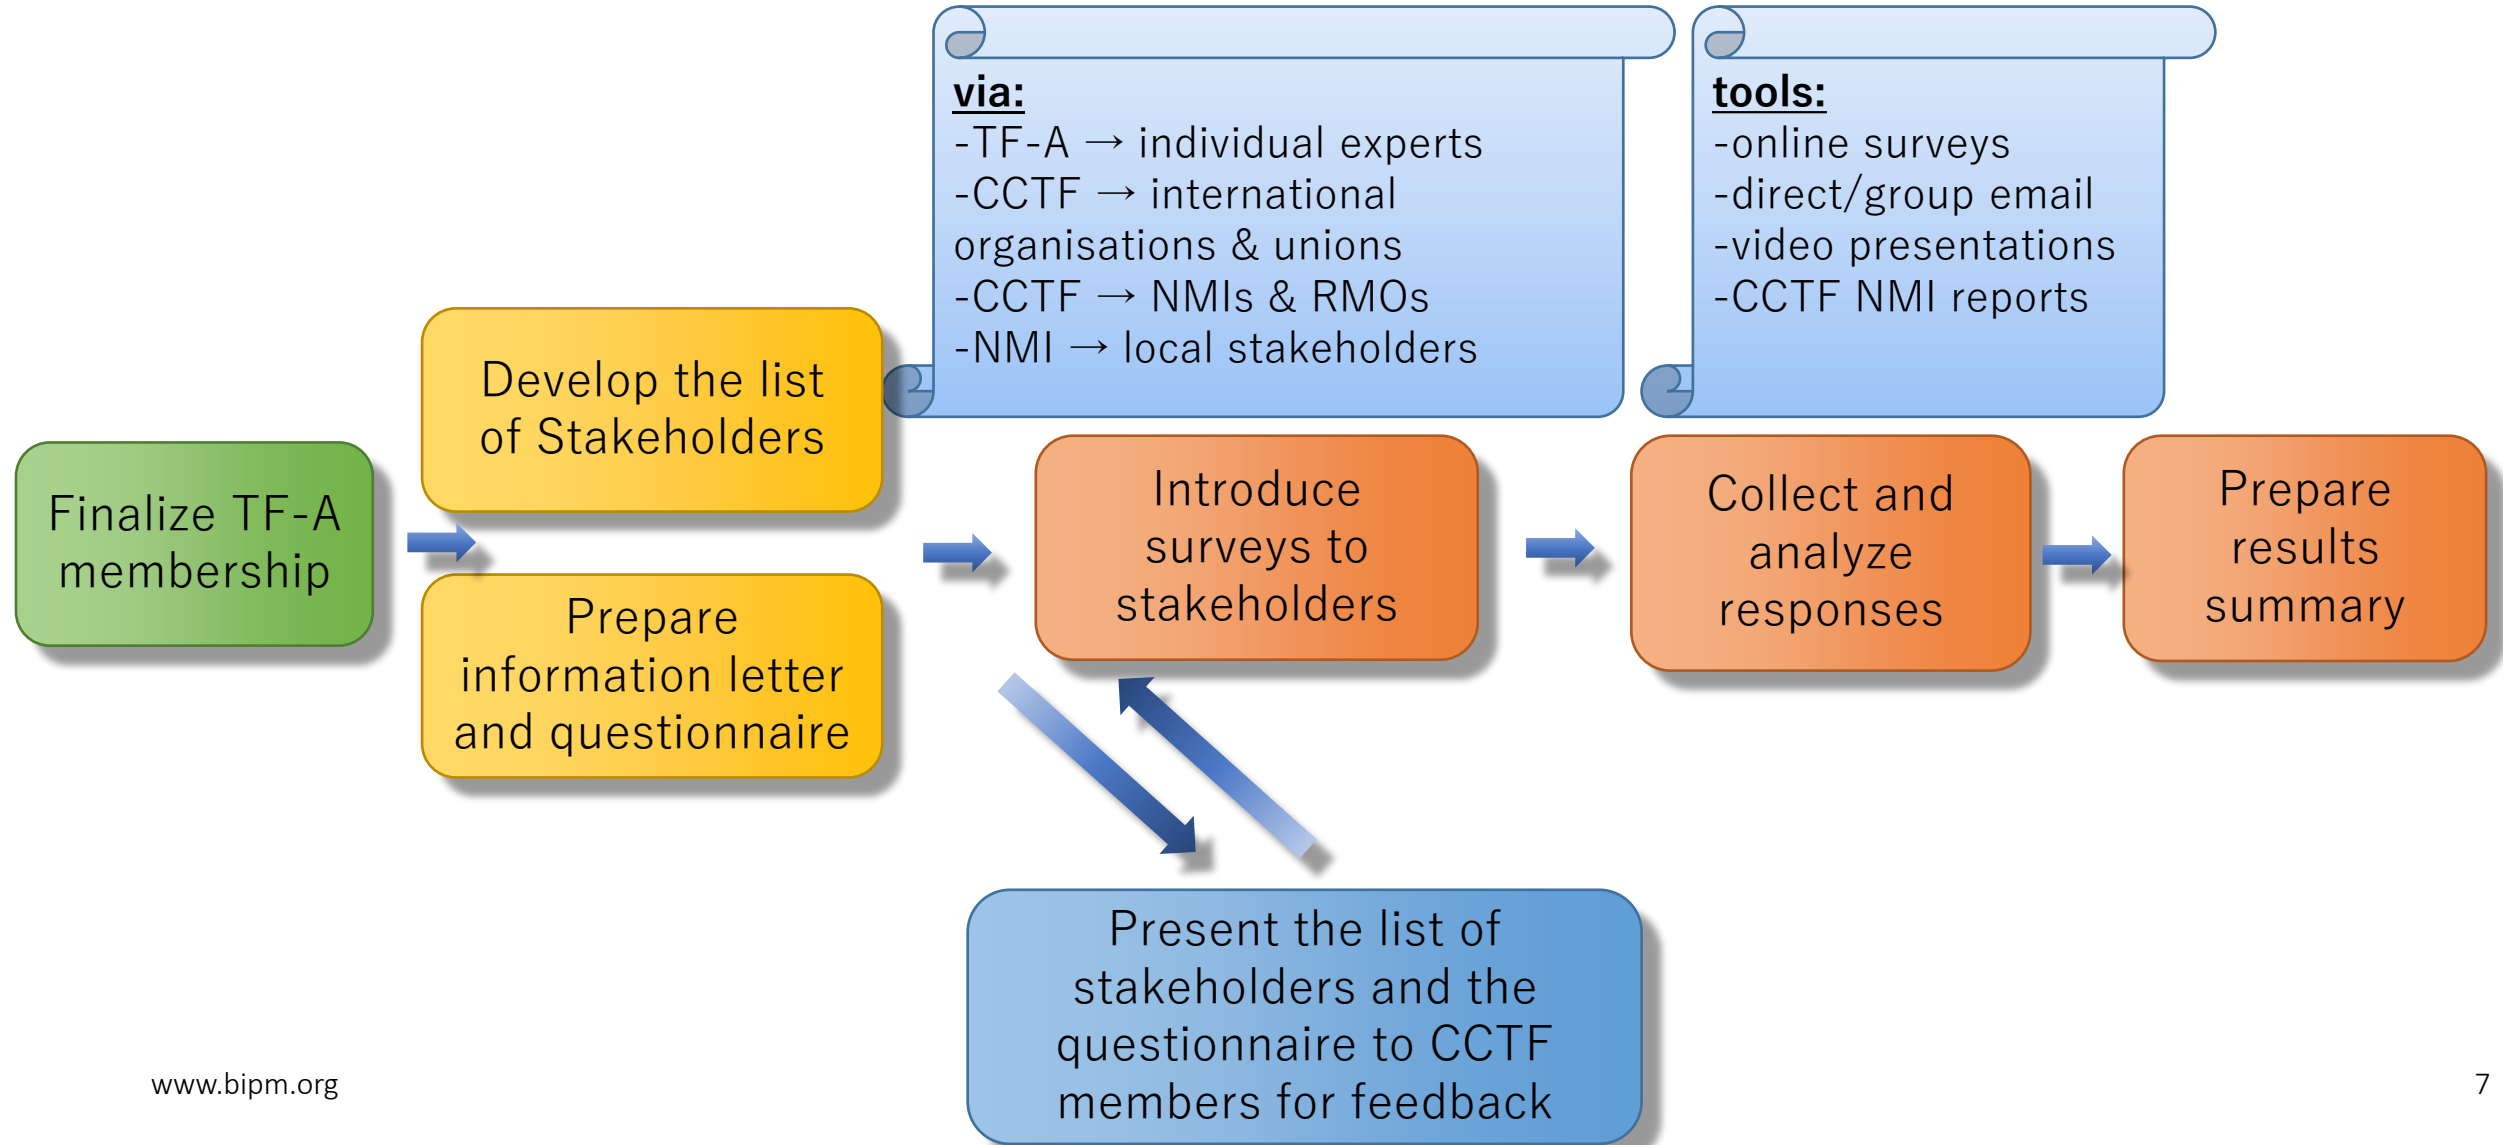 via:
-TF-A → individual experts
-CCTF → international
organisations & unions
-CCTF → NMIs & RMOs
-NMI → local stakeholders
tools:
-online surveys
-direct/group email
-video presentations
-CCTF NMI reports
Finalize TF-A
membership
Develop the list
of Stakeholders
Prepare
information letter
and questionnaire
Introduce
surveys to
stakeholders
Collect and
analyze
responses
Prepare
results
summary
Present the list of
stakeholders and the
questionnaire to CCTF
members for feedback
www.bipm.org
7